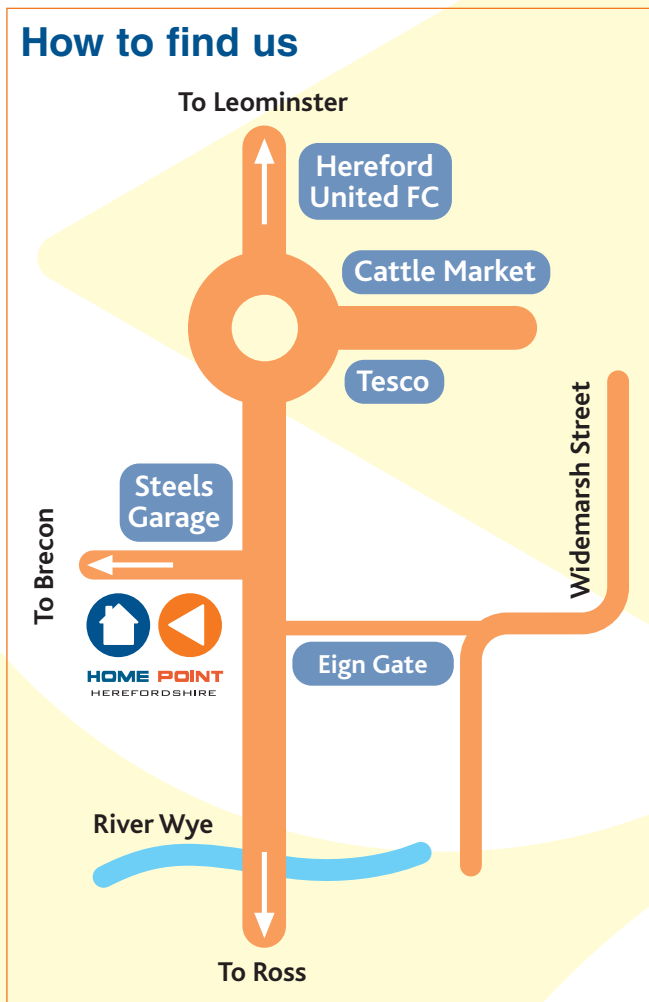 How to find us
To Leominster
Hereford
United FC
Cattle Market
Tesco
Widemarsh Street
Steels
Garage
To Brecon
HOME POINT
HEREFORDSHIRE
Eign Gate
River Wye
To Ross